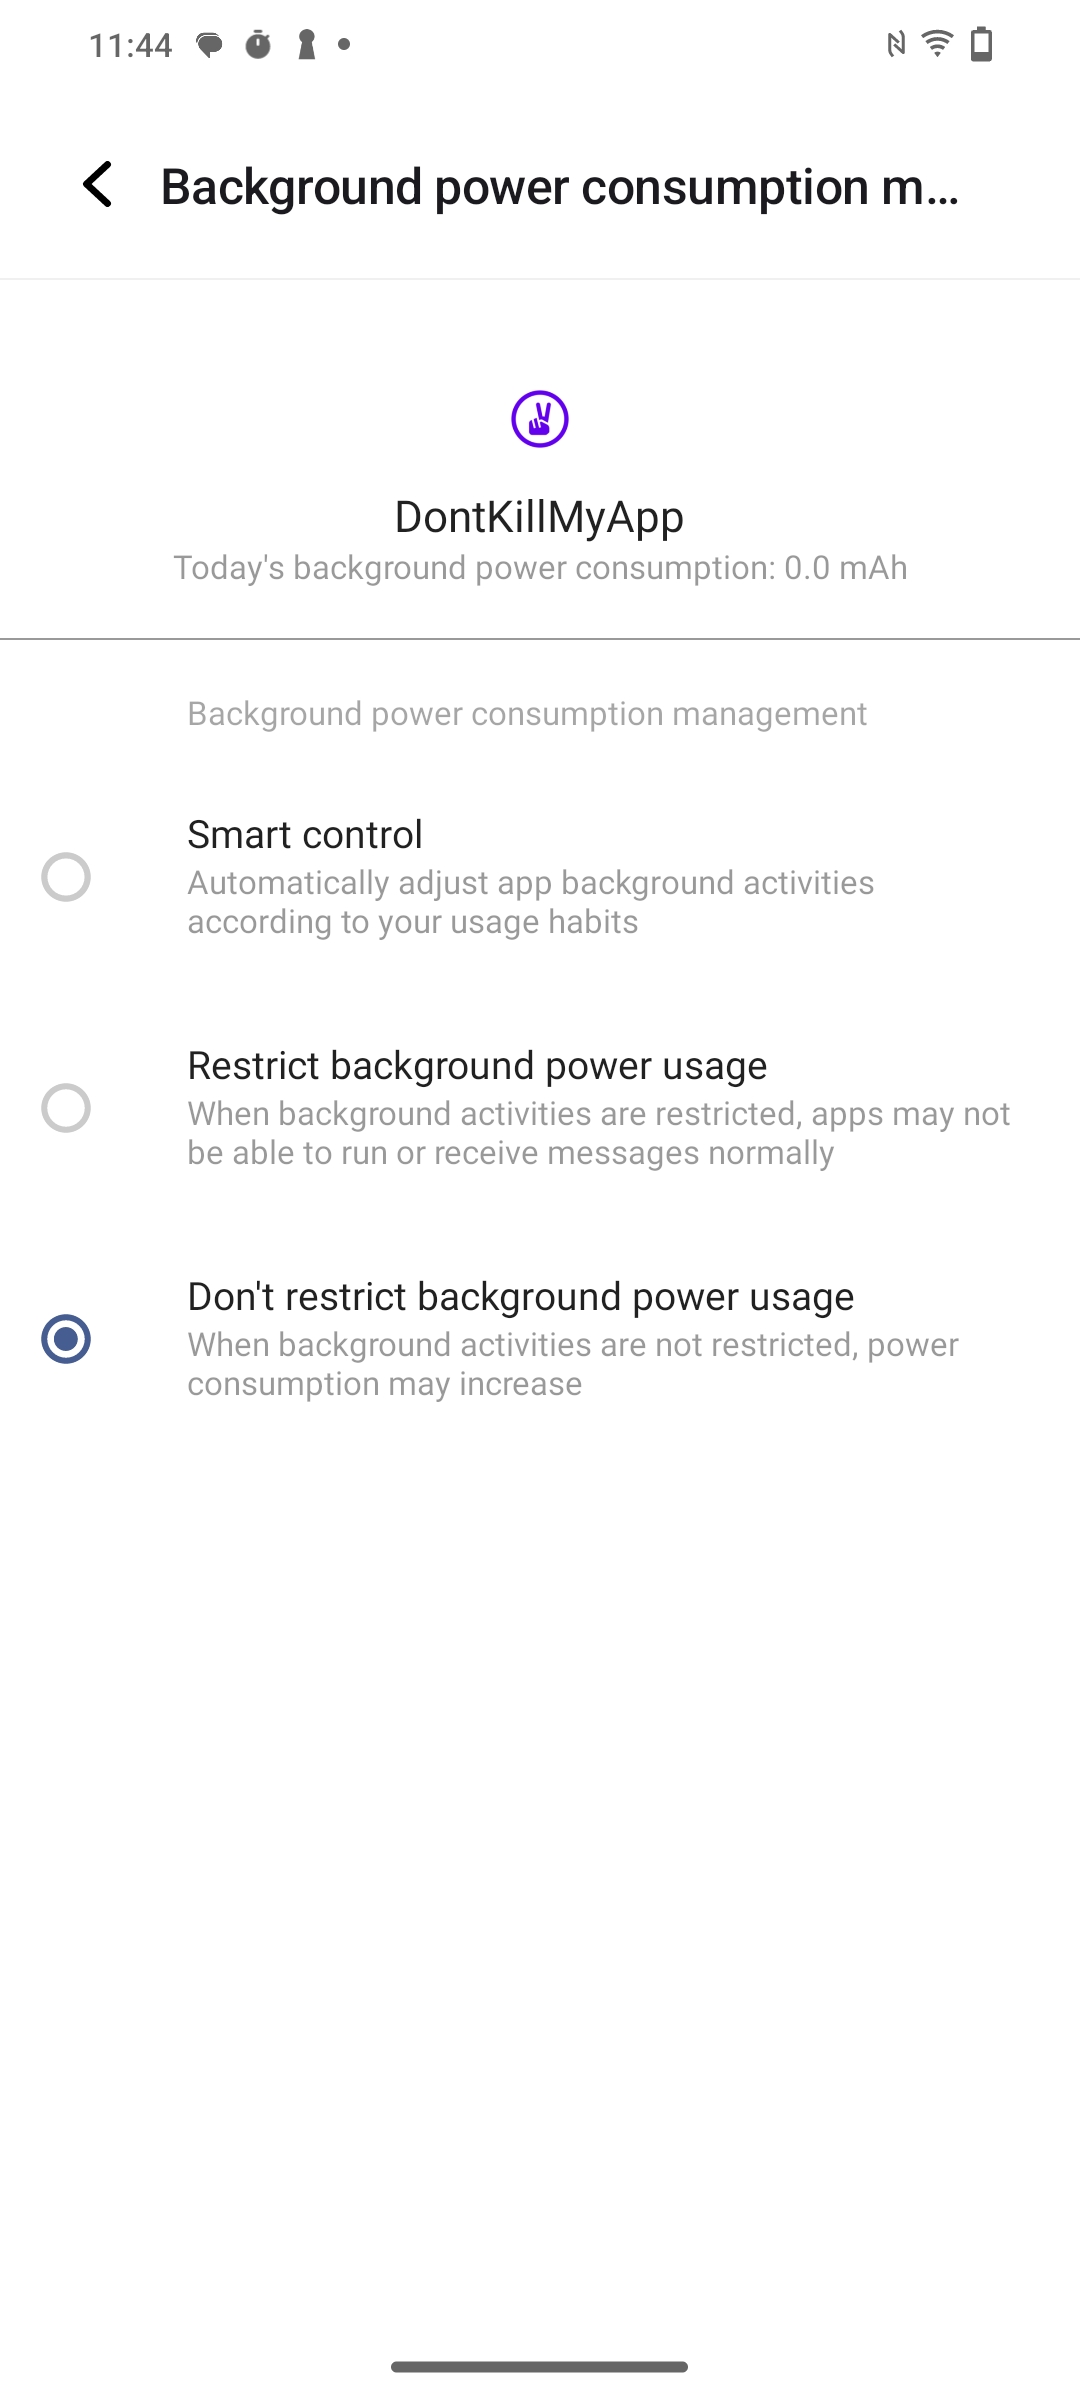 11:44
Background power consumption m...
DontKillMyApp
Today's background power consumption: 0.0 mAh
Background power consumption management
Smart control
Automatically adjust app background activities
according to your usage habits
Restrict background power usage
When background activities are restricted, apps may not
be able to run or receive messages normally
Don't restrict background power usage
When background activities are not restricted, power
consumption may increase